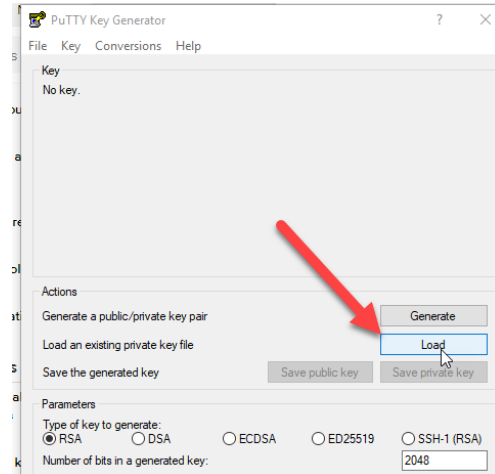 PuTTY Key Generator ? ×
File Key Conversions Help
Key
No key.
Actions
Generate a public/private key pair Generate
Load an existing private key file Load
Save the generated key Save public key Save private key
Parameters
Type of key to generate:
RSA DSA ECDSA ED25519 SSH-1 (RSA)
Number of bits in a generated key: 2048